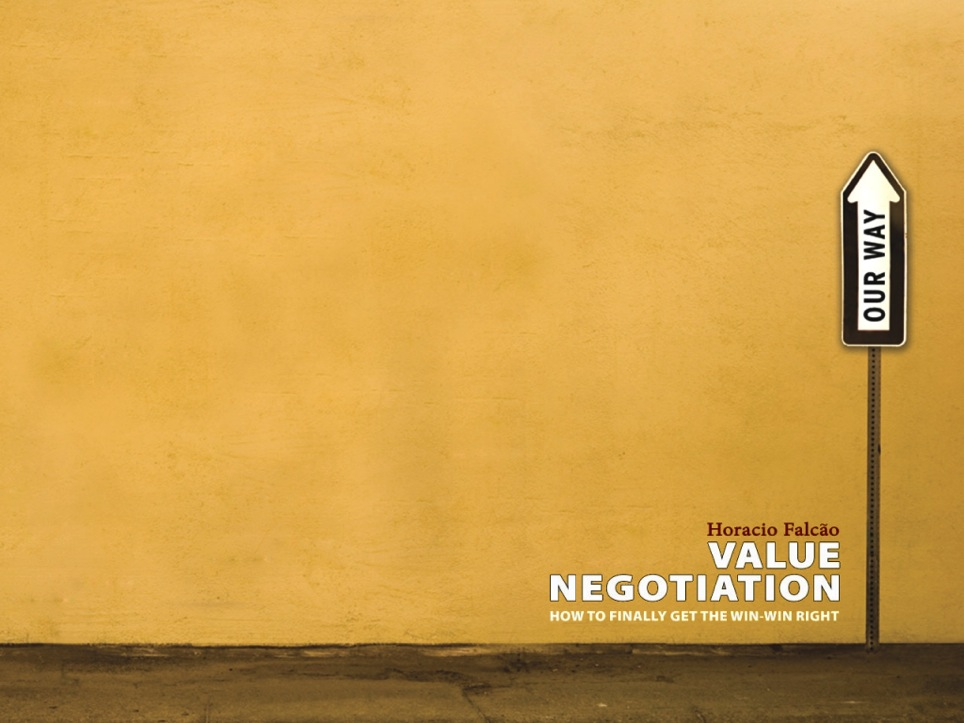 OUR WAY
Horacio Falcão
VALUE
NEGOTIATION
HOW TO FINALLY GET THE WIN-WIN RIGHT